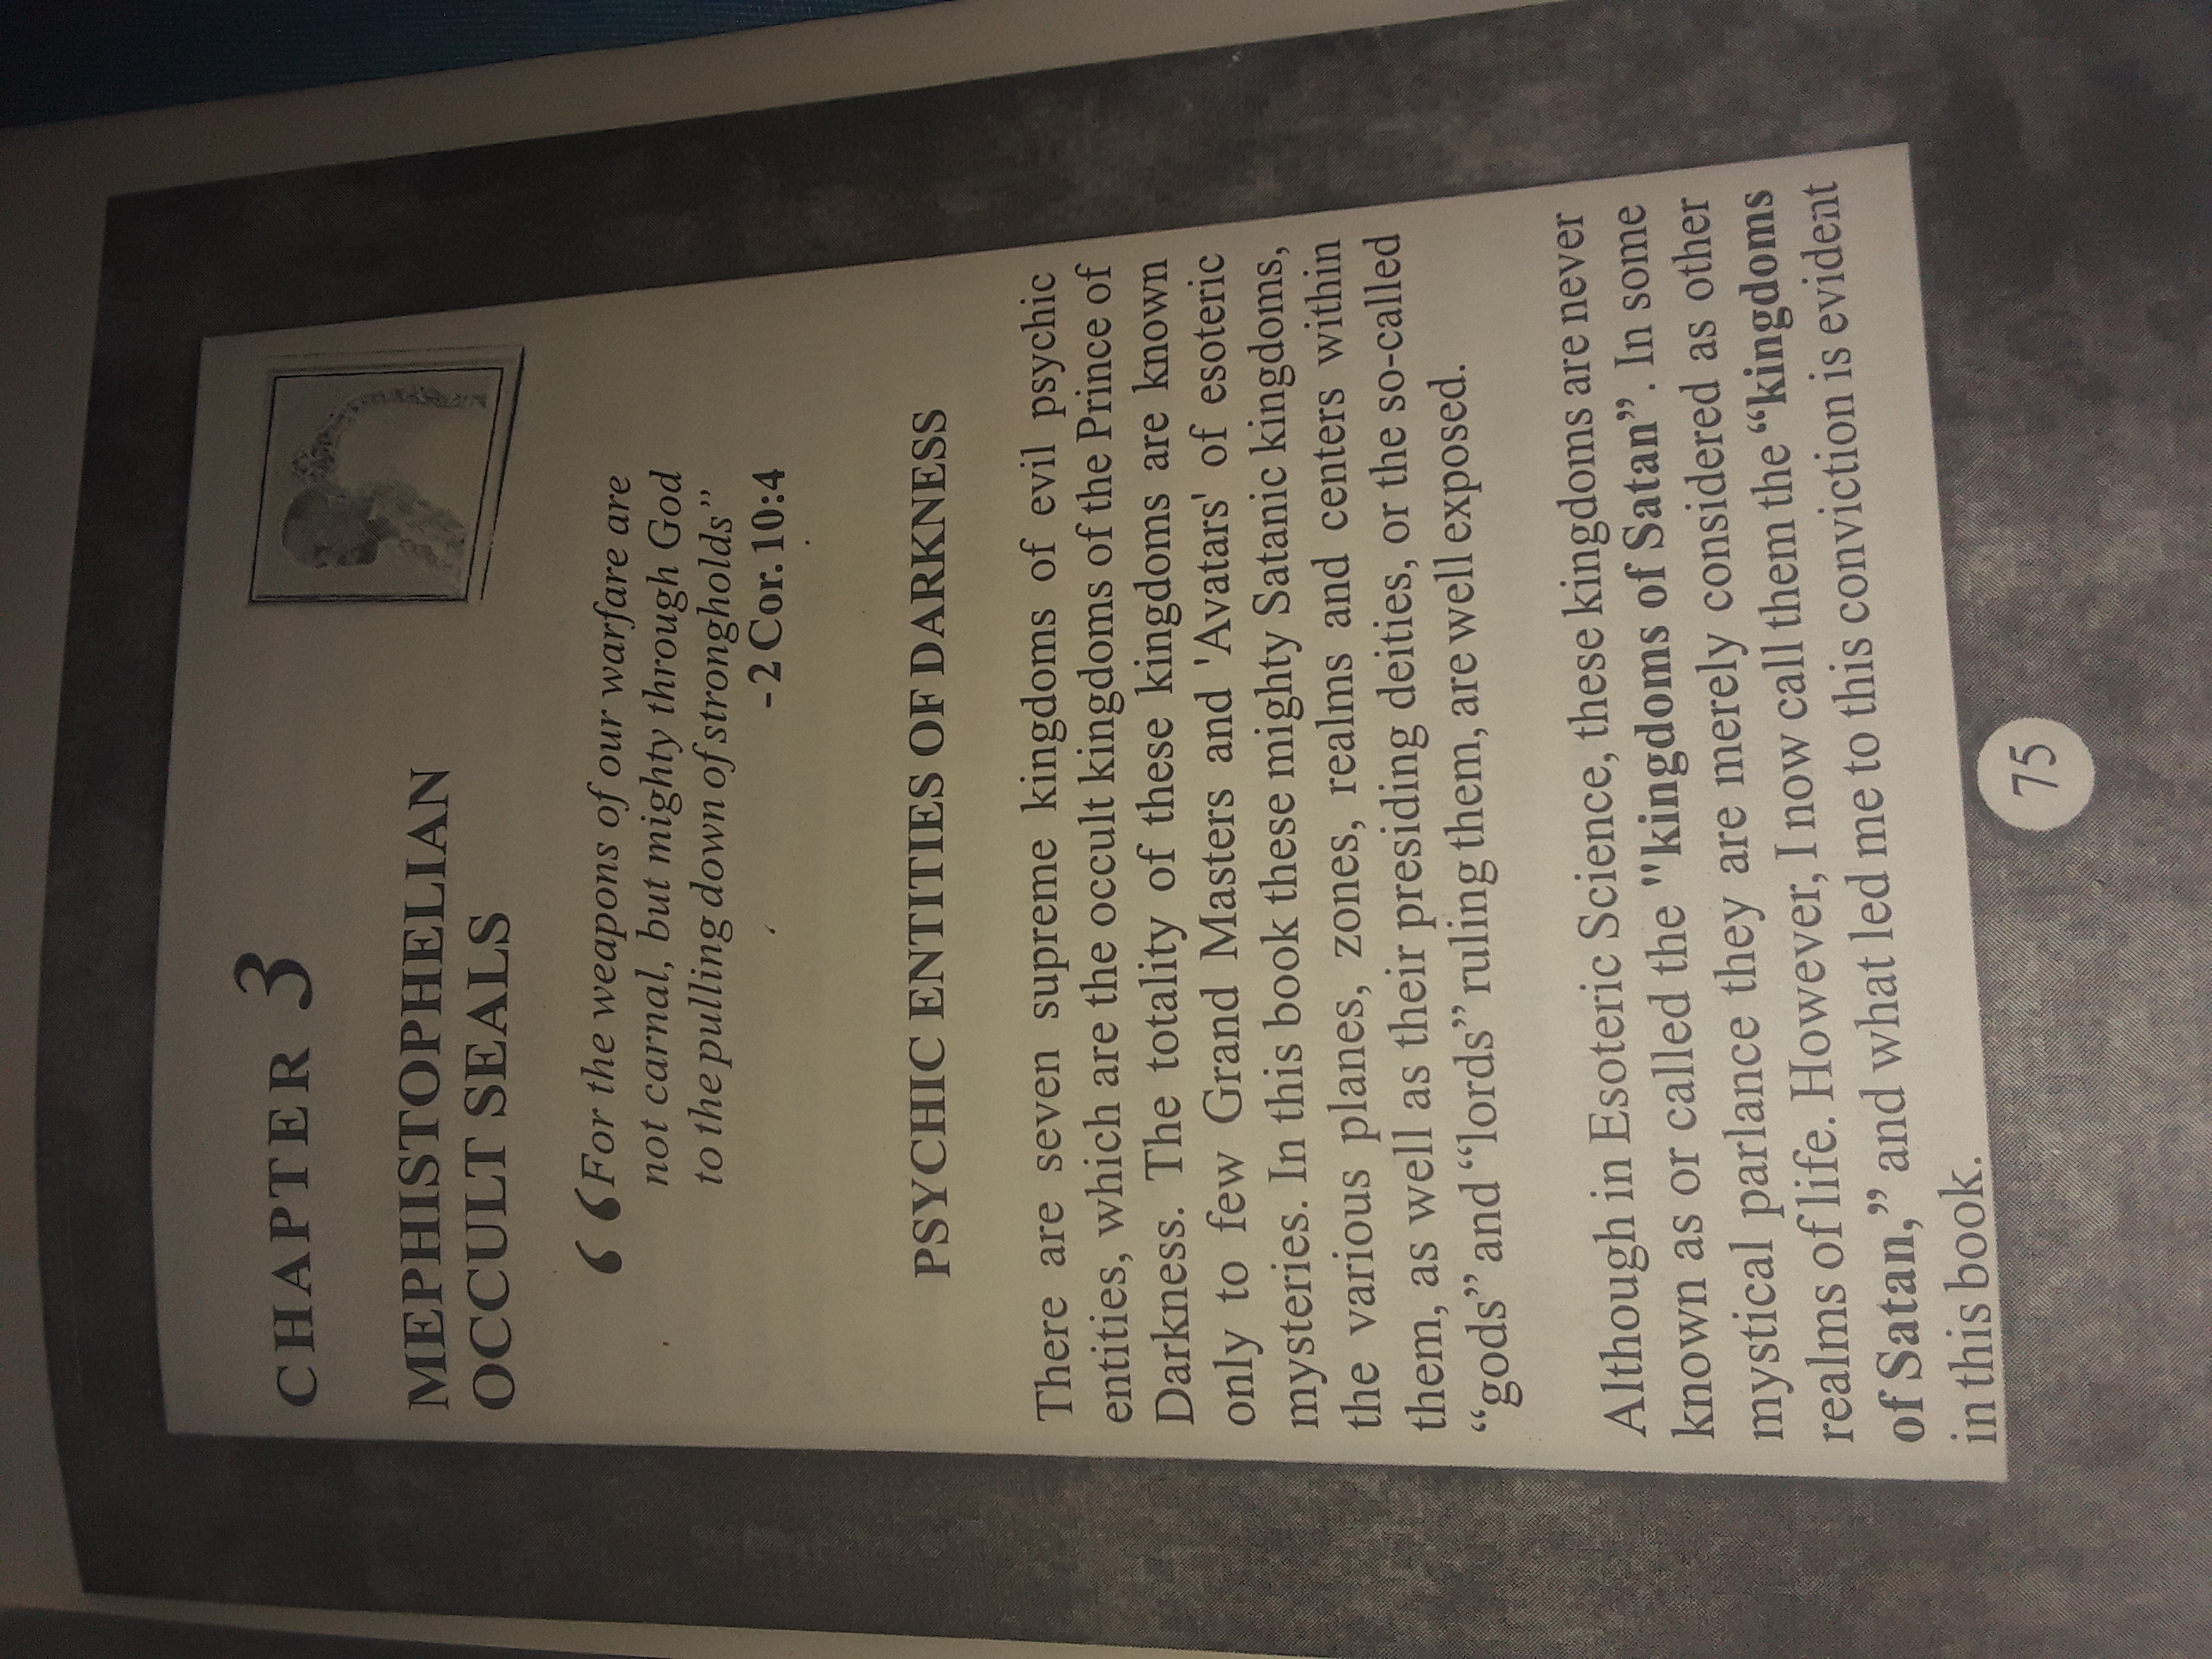 CHAPTER 3
MEPHISTOPHELIAN
OCCULT SEALS
“For the weapons of our warfare are
not carnal, but mighty through God
to the pulling down of strongholds”
- 2 Cor. 10:4
PSYCHIC ENTITIES OF DARKNESS
There are seven supreme kingdoms of evil psychic
entities, which are the occult kingdoms of the Prince of
Darkness. The totality of these kingdoms are known
only to few Grand Masters and 'Avatars' of esoteric
mysteries. In this book these mighty Satanic kingdoms,
the various planes, zones, realms and centers within
them, as well as their presiding deities, or the so-called
“gods” and “lords” ruling them, are well exposed.
Although in Esoteric Science, these kingdoms are never
known as or called the "kingdoms of Satan”. In some
mystical parlance they are merely considered as other
realms of life. However, I now call them the “kingdoms
of Satan,” and what led me to this conviction is evident
in this book.
75